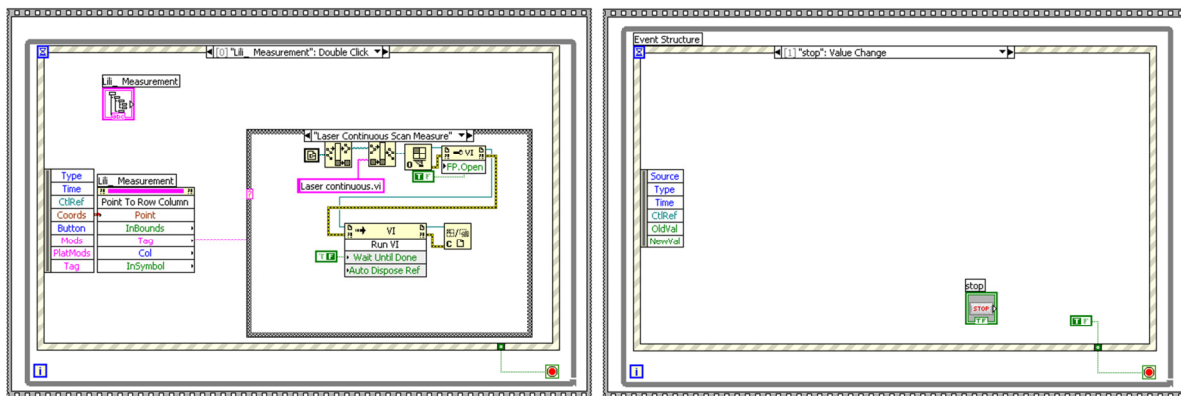 [0] "Lili_ Measurement": Double Click
Lili_ Measurement
abc
"Laser Continuous Scan Measure"
VI
FP.Open
T F
Laser continuous.vi
Type
Time
CtlRef
Coords
Button
Mods
PlatMods
Tag
Lili_ Measurement
Point To Row Column
Point
InBounds
Tag
Col
InSymbol
?
VI
Run VI
Wait Until Done
Auto Dispose Ref
T F
C
i
Event Structure
[1] "stop": Value Change
Source
Type
Time
CtlRef
OldVal
NewVal
stop
STOP
T F
T F
i